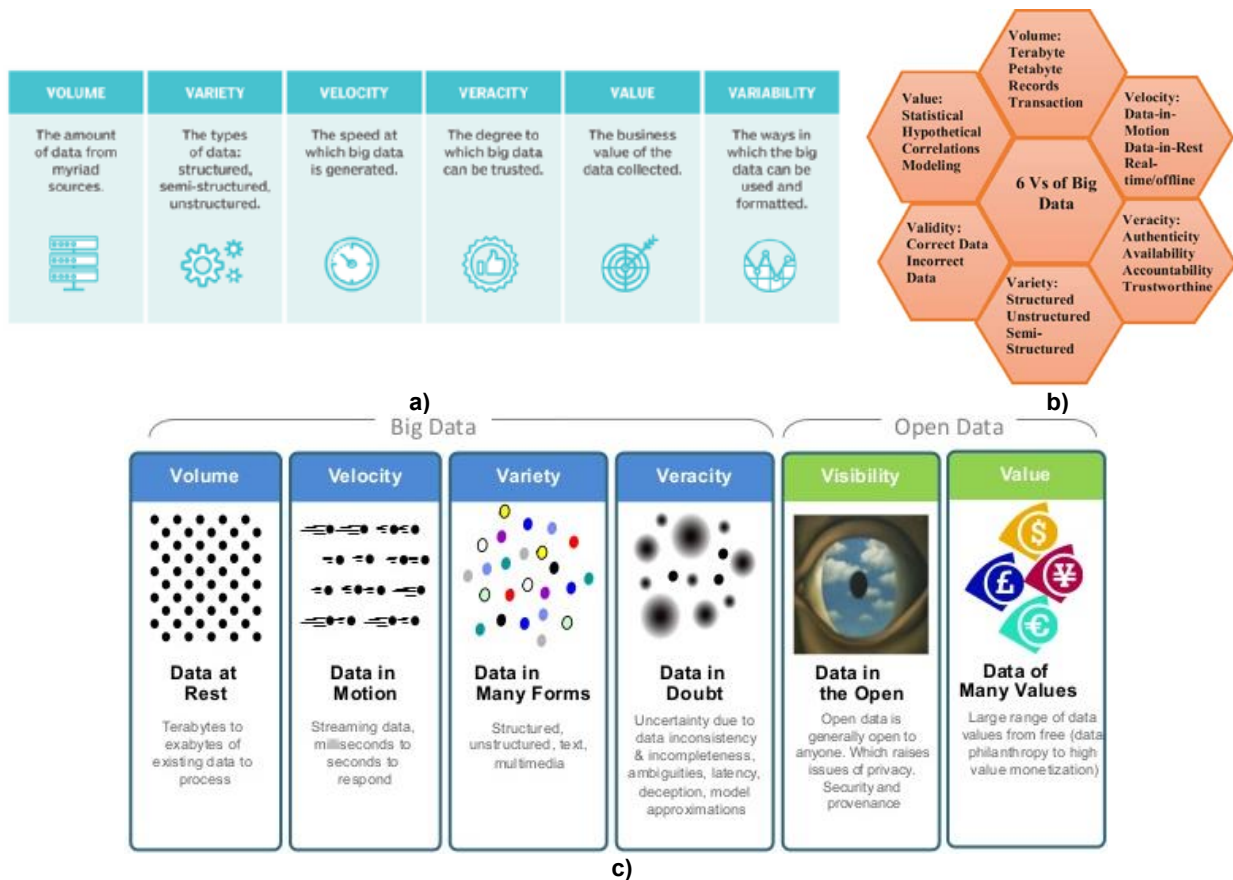 VOLUME
The amount
of data from
myriad
sources.
VARIETY
The types
of data:
structured,
semi-structured,
unstructured.
VELOCITY
The speed at
which big data
is generated.
VERACITY
The degree to
which big data
can be trusted.
VALUE
The business
value of the
data collected.
VARIABILITY
The ways in
which the big
data can be
used and
formatted.
a)
Volume:
Terabyte
Petabyte
Records
Transaction
Value:
Statistical
Hypothetical
Correlations
Modeling
Velocity:
Data-in-
Motion
Data-in-Rest
Real-
time/offline
6 Vs of Big
Data
Validity:
Correct Data
Incorrect
Data
Veracity:
Authenticity
Availability
Accountability
Trustworthine
Variety:
Structured
Unstructured
Semi-
Structured
b)
Big Data
Open Data
Volume
Data at
Rest
Terabytes to
exabytes of
existing data to
process
Velocity
Data in
Motion
Streaming data,
milliseconds to
seconds to
respond
Variety
Data in
Many Forms
Structured,
unstructured, text,
multimedia
Veracity
Data in
Doubt
Uncertainty due to
data inconsistency
& incompleteness,
ambiguities, latency,
deception, model
approximations
Visibility
Data in
the Open
Open data is
generally open to
anyone. Which raises
issues of privacy.
Security and
provenance
Value
$
£
¥
€
Data of
Many Values
Large range of data
values from free (data
philanthropy to high
value monetization)
c)